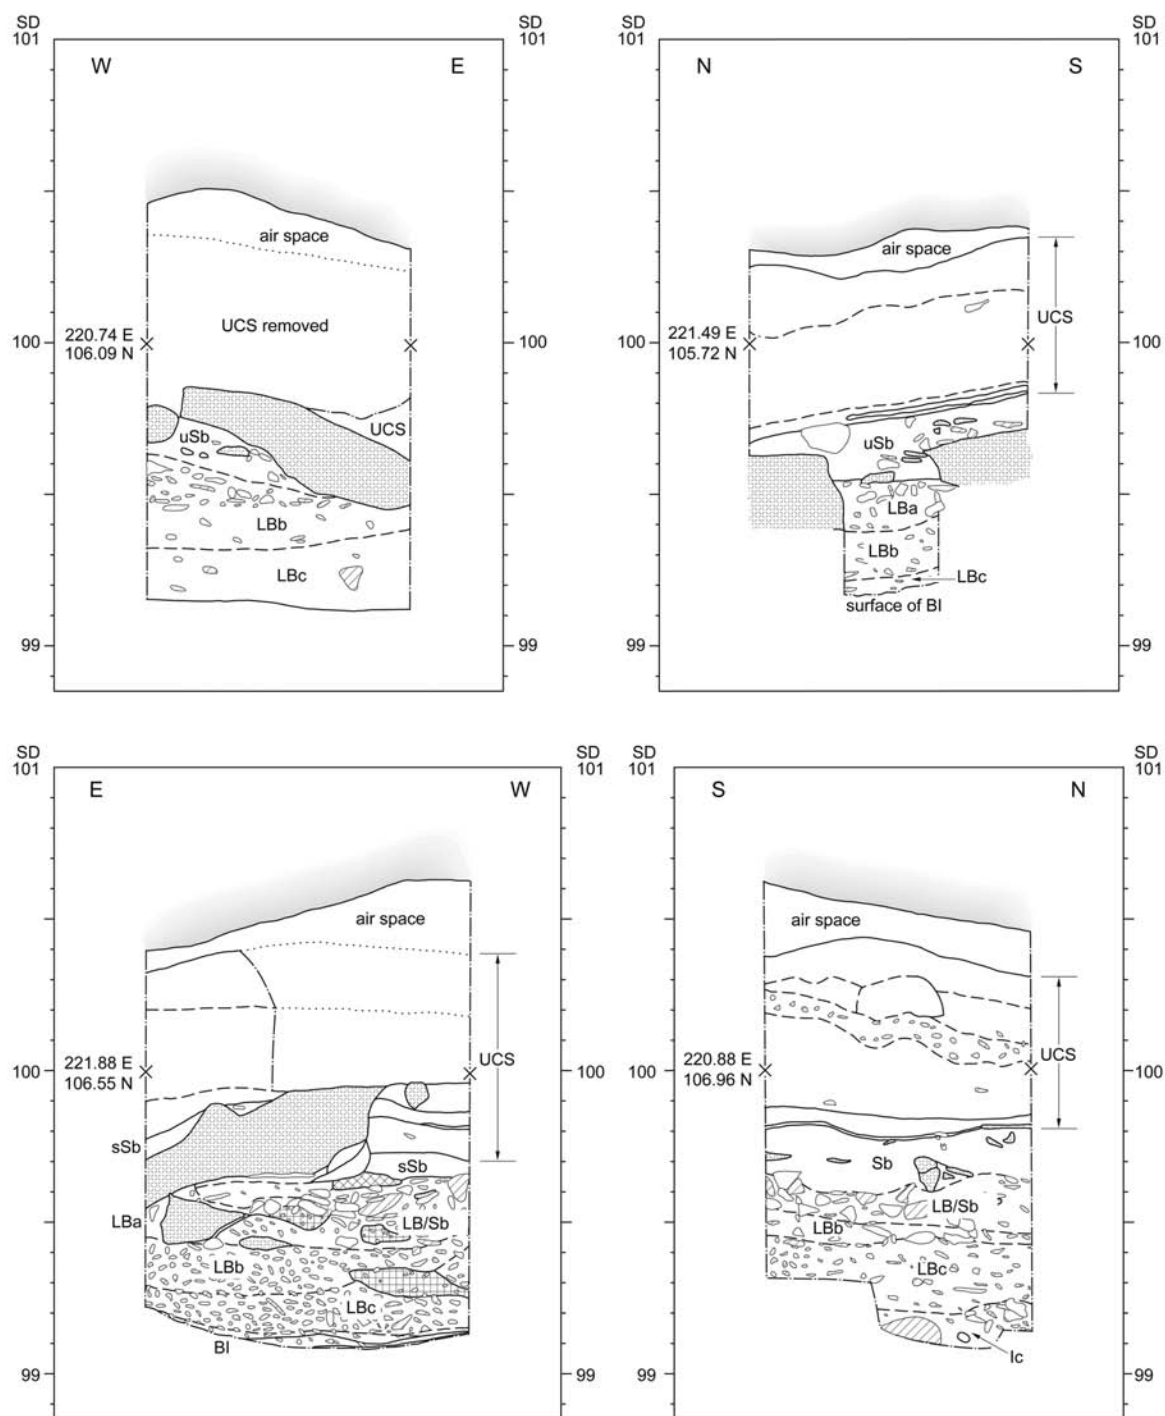 SD
101
SD
101
W
E
air space
UCS removed
220.74 E
106.09 N
100
100
UCS
uSb
LBb
LBc
99
99
SD
101
SD
101
N
S
air space
UCS
221.49 E
105.72 N
100
100
uSb
LBa
LBb
LBc
surface of BI
99
99
SD
101
SD
101
E
W
air space
221.88 E
106.55 N
UCS
100
sSb
sSb
LBa
LB/Sb
LBb
LBc
BI
99
99
SD
101
SD
101
S
N
air space
220.88 E
106.96 N
UCS
100
Sb
LB/Sb
LBb
LBc
Ic
99
99